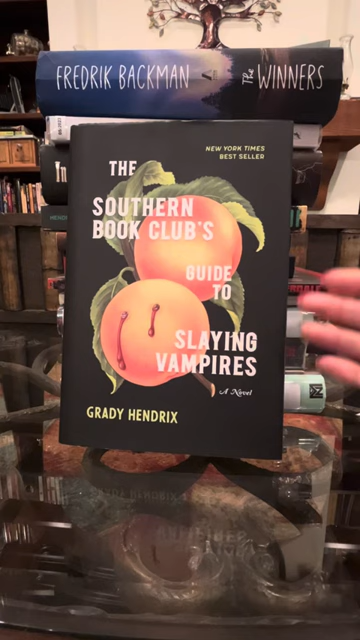 FREDRIK BACKMAN The WINNERS
NEW YORK TIMES
BEST SELLER
THE
SOUTHERN
BOOK CLUB'S
GUIDE
TO
SLAYING
VAMPIRES
A Novel
GRADY HENDRIX